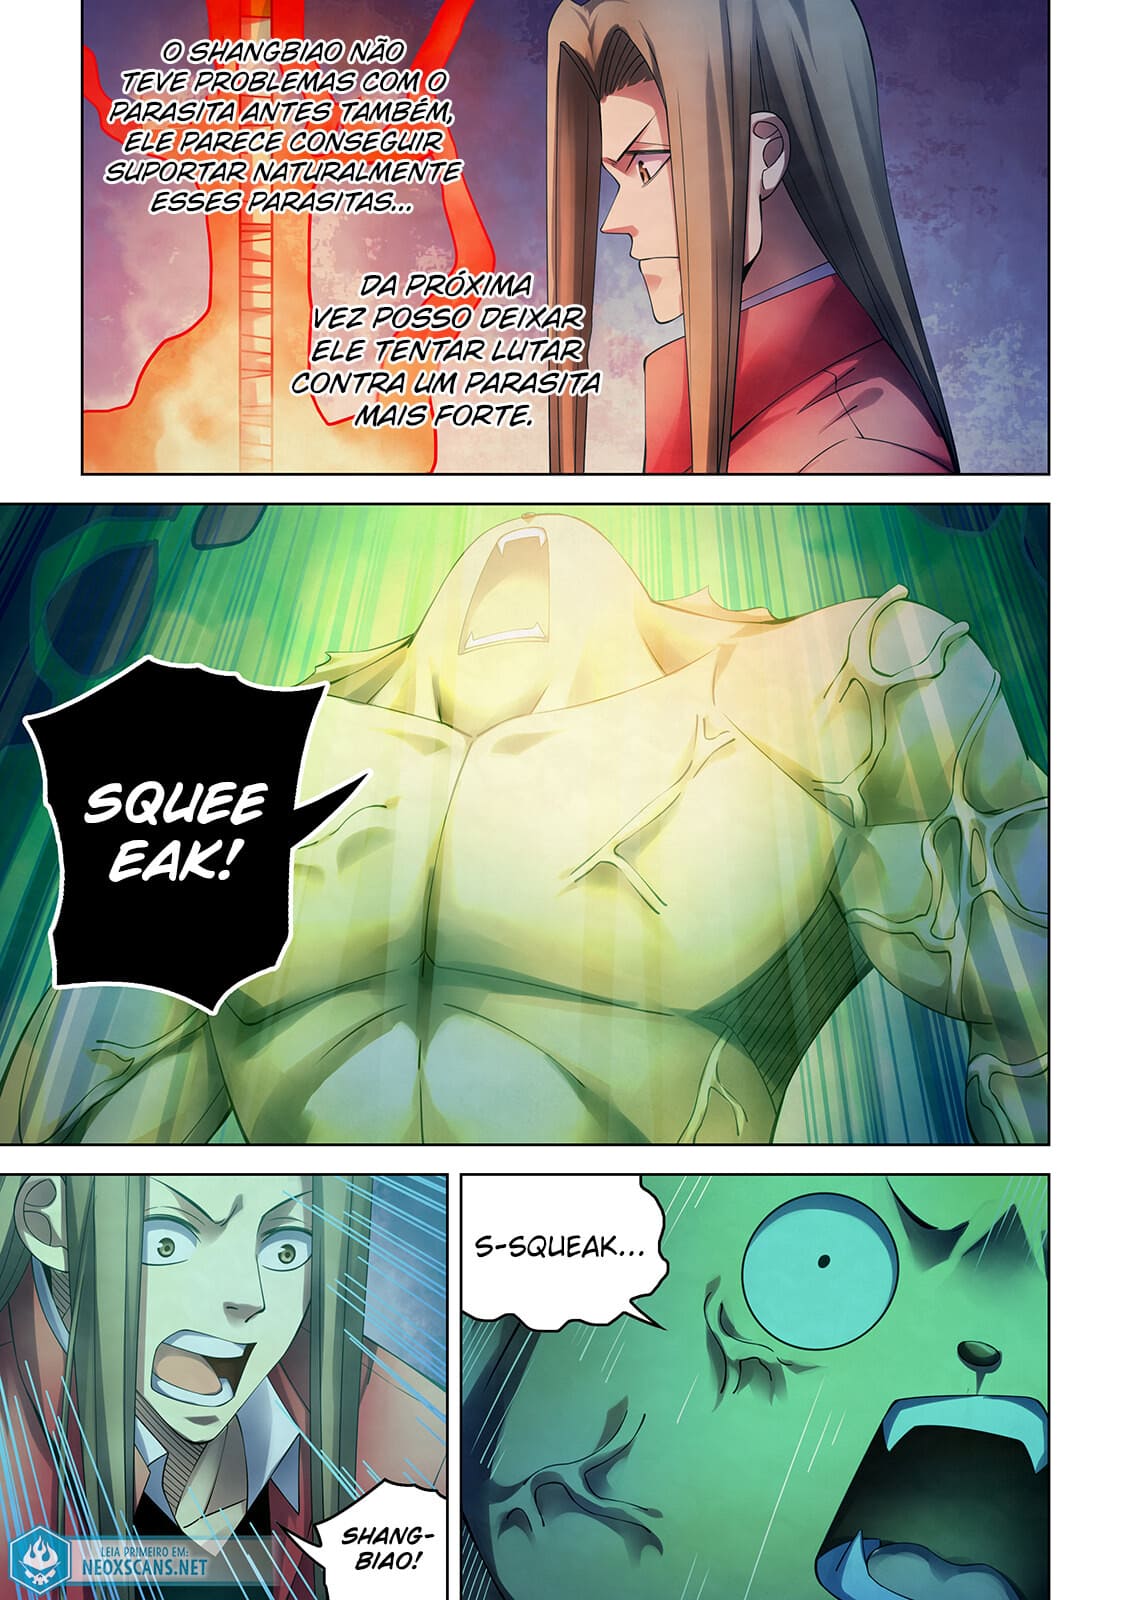 O SHANGBIAO NÃO
TEVE PROBLEMAS COM O
PARASITA ANTES TAMBÉM,
ELE PARECE CONSEGUIR
SUPORTAR NATURALMENTE
ESSES PARASITAS...
DA PRÓXIMA
VEZ POSSO DEIXAR
ELE TENTAR LUTAR
CONTRA UM PARASITA
MAIS FORTE.
SQUEE
EAK!
S-SQUEAK...
SHANG-
BIAO!
LEIA PRIMEIRO EM:
NEOXSCANS.NET